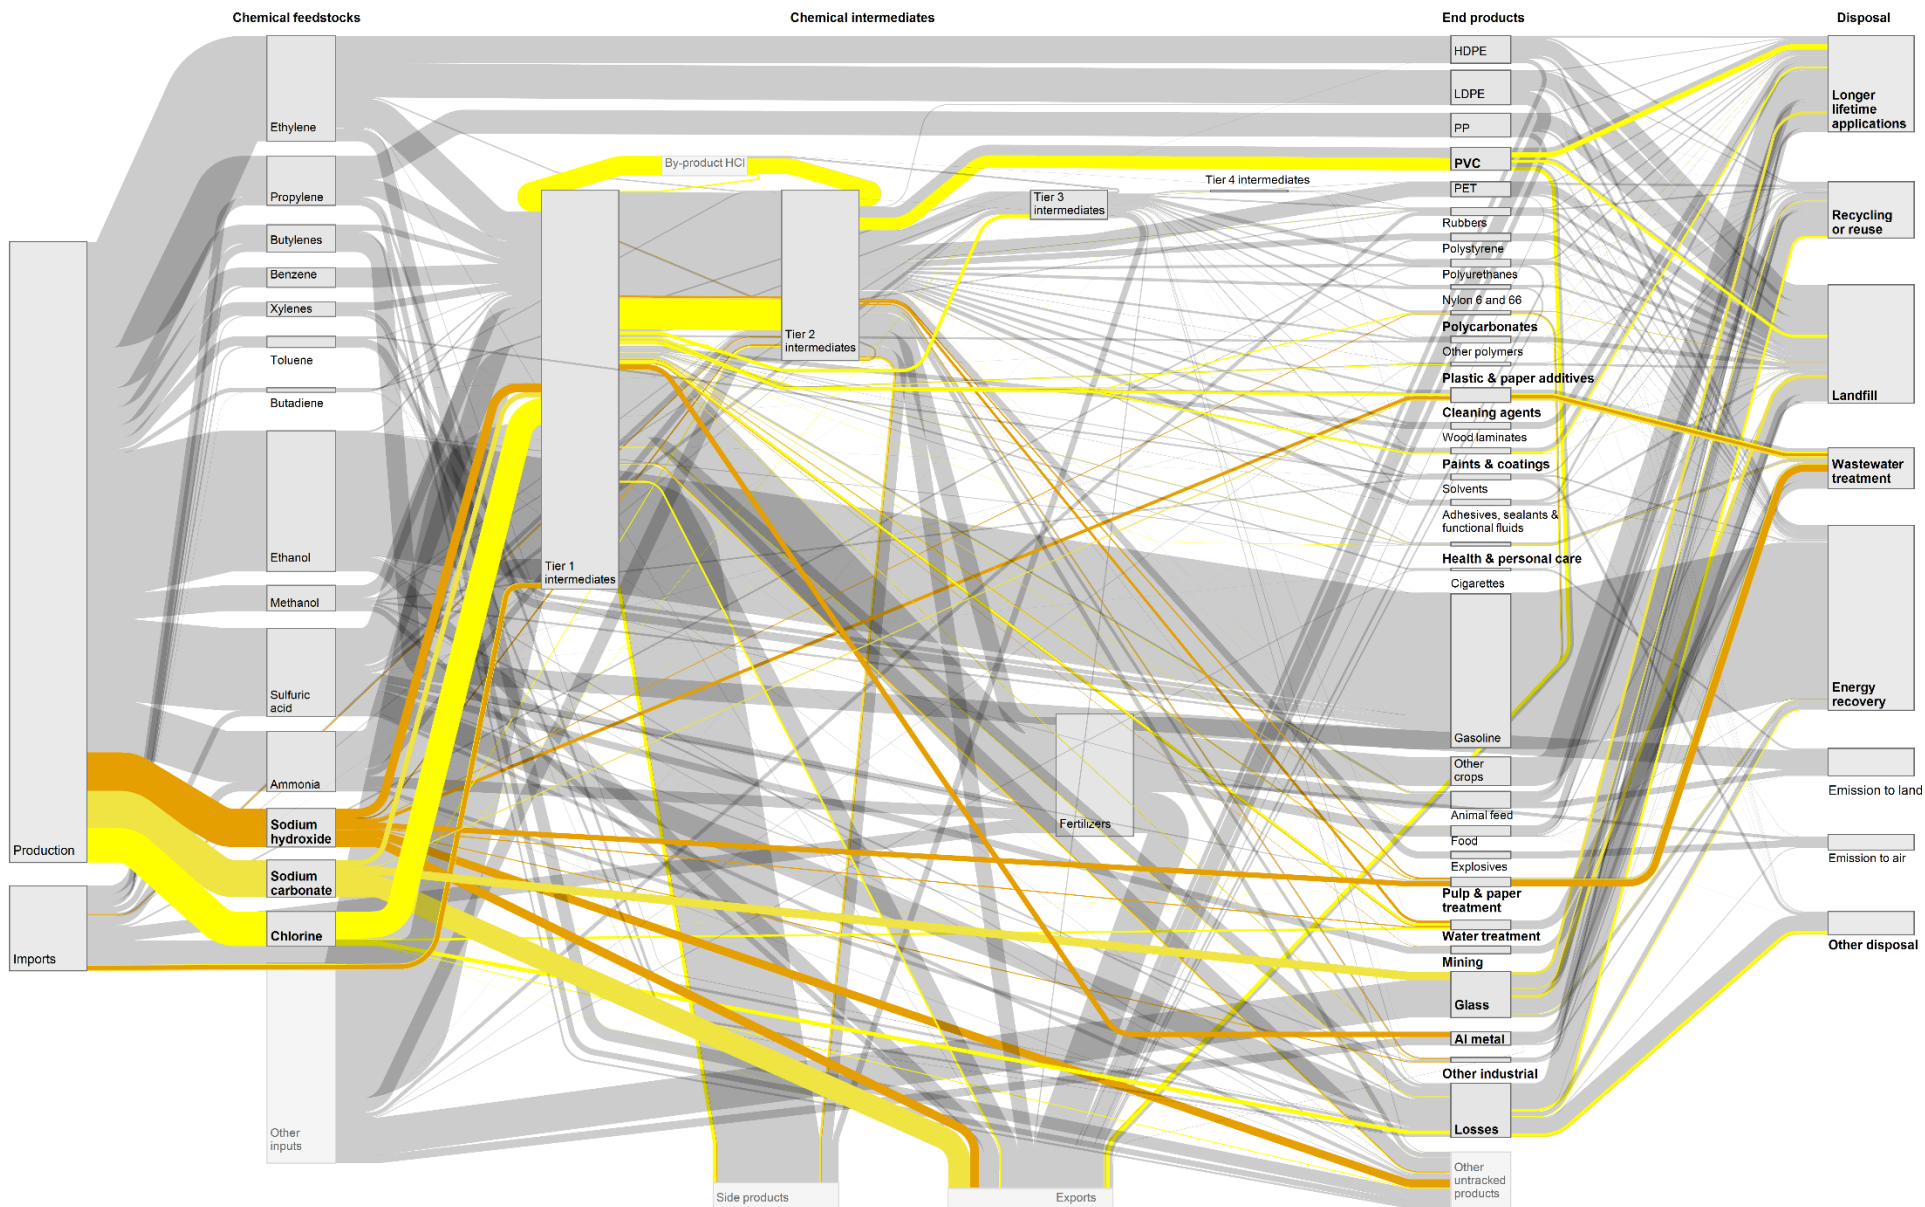 Chemical feedstocks
Chemical intermediates
End products
Disposal
Production
Imports
Ethylene
Propylene
Butylenes
Benzene
Xylenes
Toluene
Butadiene
Ethanol
Methanol
Sulfuric
acid
Ammonia
Sodium
hydroxide
Sodium
carbonate
Chlorine
Other
inputs
By-product HCl
Tier 1
intermediates
Tier 2
intermediates
Tier 3
intermediates
Tier 4 intermediates
Fertilizers
Side products
Exports
HDPE
LDPE
PP
PVC
PET
Rubbers
Polystyrene
Polyurethanes
Nylon 6 and 66
Polycarbonates
Other polymers
Plastic & paper additives
Cleaning agents
Wood laminates
Paints & coatings
Solvents
Adhesives, sealants &
functional fluids
Health & personal care
Cigarettes
Gasoline
Other
crops
Animal feed
Food
Explosives
Pulp & paper
treatment
Water treatment
Mining
Glass
Al metal
Other industrial
Losses
Other
untracked
products
Longer
lifetime
applications
Recycling
or reuse
Landfill
Wastewater
treatment
Energy
recovery
Emission to land
Emission to air
Other disposal